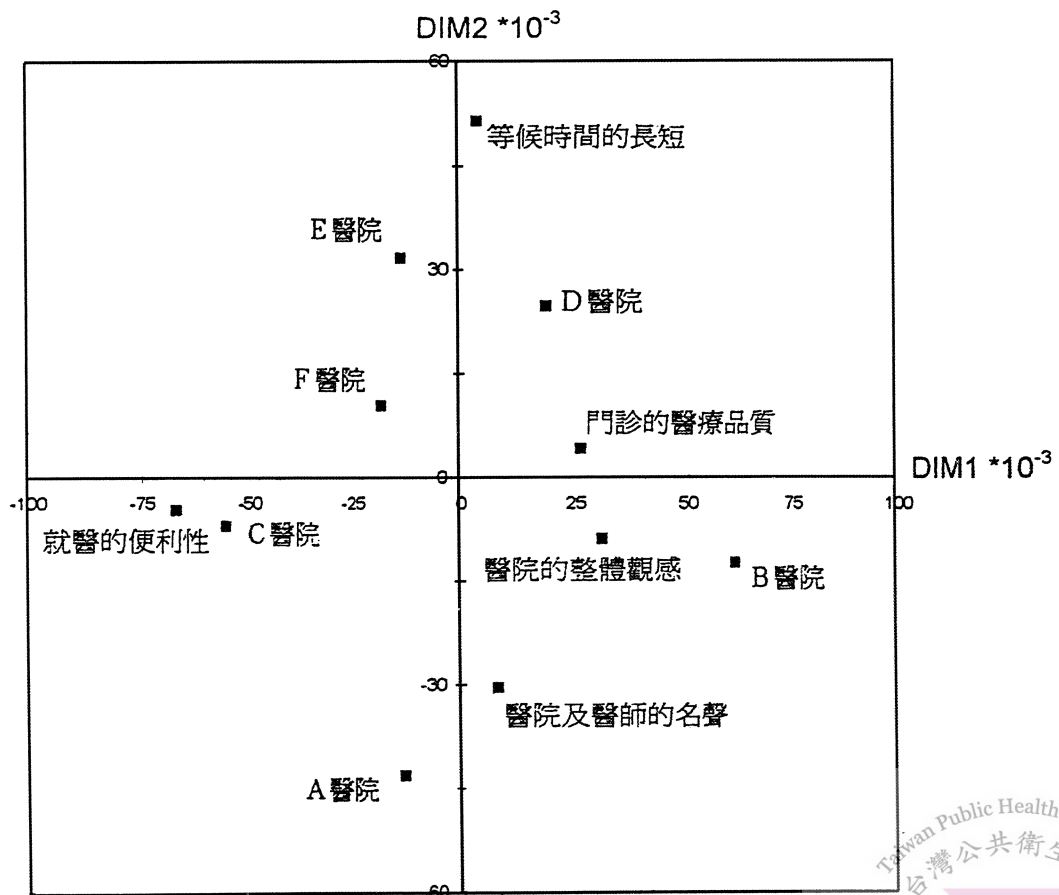 DIM2 *10-3
60
等候時間的長短
E醫院
30
D醫院
F醫院
門診的醫療品質
0
DIM1 *10-3
-100
-75
-50
-25
0
25
50
75
100
就醫的便利性
C醫院
醫院的整體觀感
B醫院
-30
醫院及醫師的名聲
A醫院
Taiwan Public Health
台灣公共衛生
-60